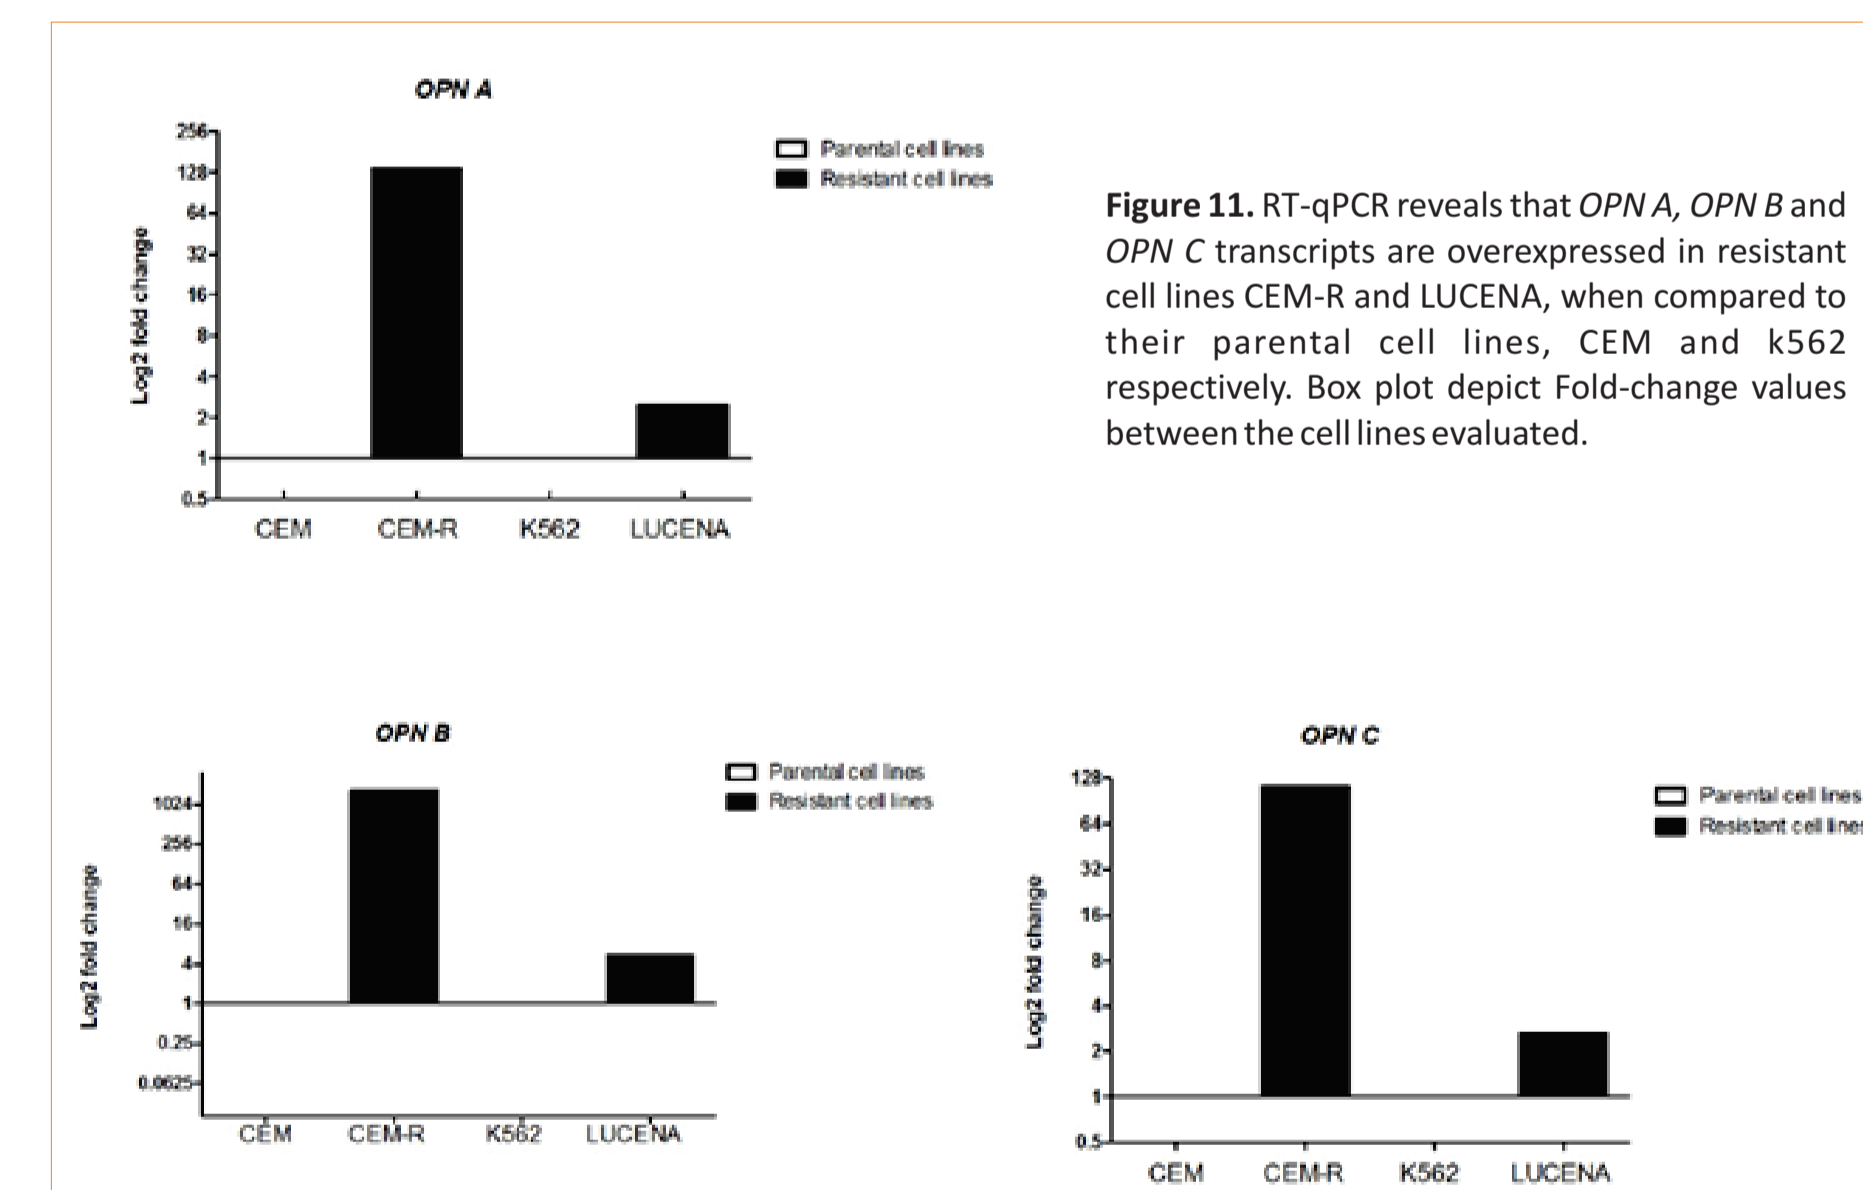 OPN A
256
128
64
32
16
8
4
2
1
0.5
Log2 fold change
CEM CEM-R K562 LUCENA
Parental cell lines
Resistant cell lines
Figure 11. RT-qPCR reveals that OPN A, OPN B and
OPN C transcripts are overexpressed in resistant
cell lines CEM-R and LUCENA, when compared to
their parental cell lines, CEM and k562
respectively. Box plot depict Fold-change values
between the cell lines evaluated.
OPN B
1024
256
64
16
4
1
0.25
0.0625
Log2 fold change
CEM CEM-R K562 LUCENA
Parental cell lines
Resistant cell lines
OPN C
128
64
32
16
8
4
2
1
0.5
Log2 fold change
CEM CEM-R K562 LUCENA
Parental cell lines
Resistant cell lines